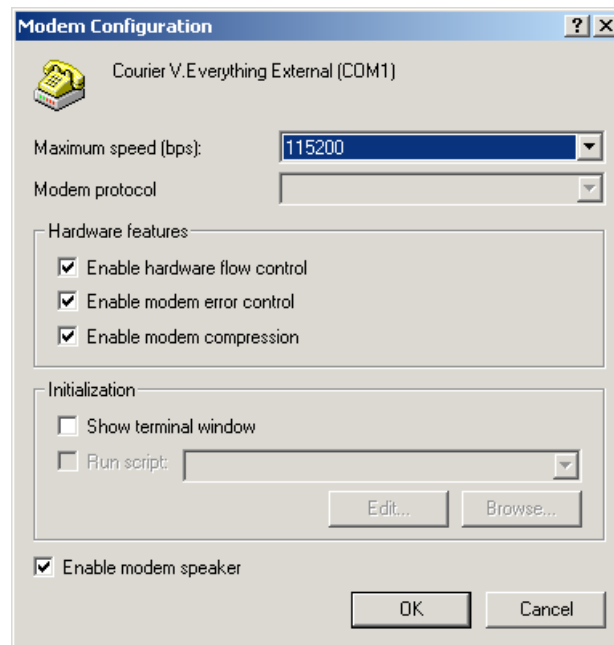 Modem Configuration
Courier V.Everything External (COM1)
Maximum speed (bps): 115200
Modem protocol
Hardware features
Enable hardware flow control
Enable modem error control
Enable modem compression
Initialization
Show terminal window
Run script:
Edit... Browse...
Enable modem speaker
OK Cancel